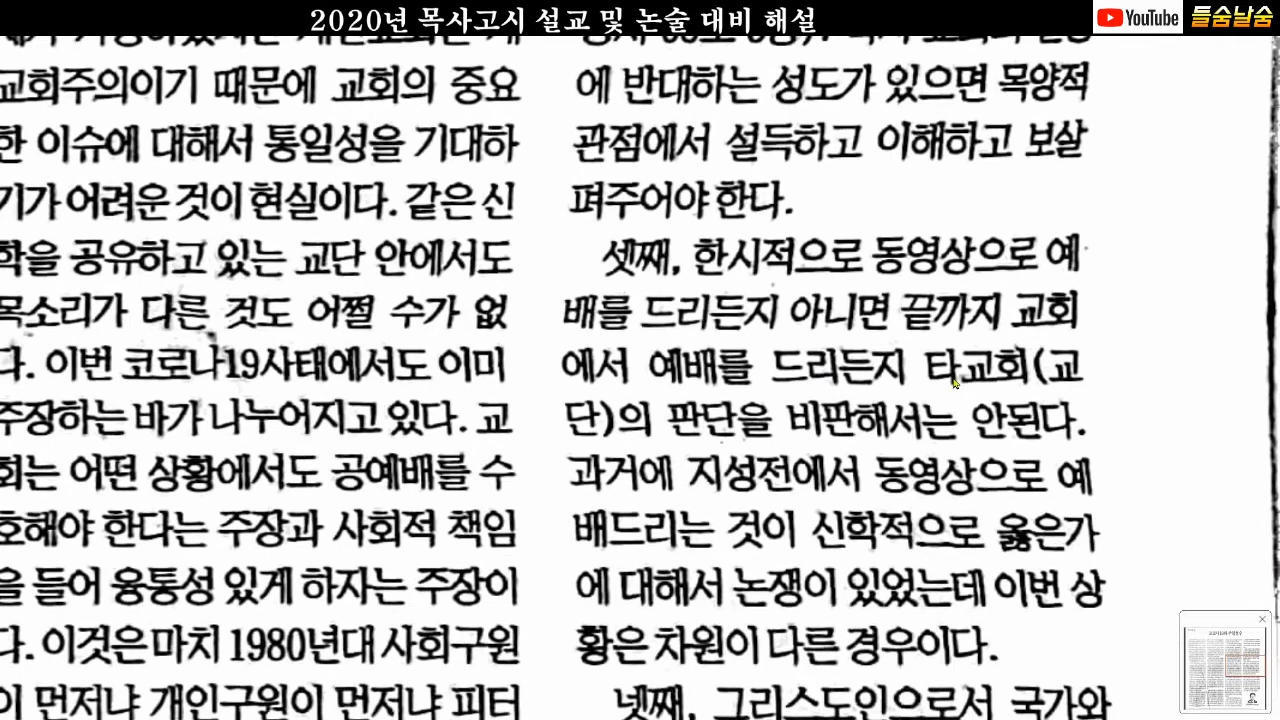 2020년 목사고시 설교 및 논술 대비 해설
YouTube 들숨날숨
교회주의이기 때문에 교회의 중요
한 이슈에 대해서 통일성을 기대하
기가 어려운 것이 현실이다. 같은 신
학을 공유하고 있는 교단 안에서도
목소리가 다른 것도 어쩔 수가 없
다. 이번 코로나19사태에서도 이미
주장하는 바가 나누어지고 있다. 교
회는 어떤 상황에서도 공예배를 수
호해야 한다는 주장과 사회적 책임
을 들어 융통성 있게 하자는 주장이
다. 이것은 마치 1980년대 사회구원
이 먼저냐 개인구원이 먼저냐 피터
에 반대하는 성도가 있으면 목양적
관점에서 설득하고 이해하고 보살
펴주어야 한다.
셋째, 한시적으로 동영상으로 예
배를 드리든지 아니면 끝까지 교회
에서 예배를 드리든지 타교회(교
단)의 판단을 비판해서는 안된다.
과거에 지성전에서 동영상으로 예
배드리는 것이 신학적으로 옳은가
에 대해서 논쟁이 있었는데 이번 상
황은 차원이 다른 경우이다.
넷째, 그리스도인으로서 국가와